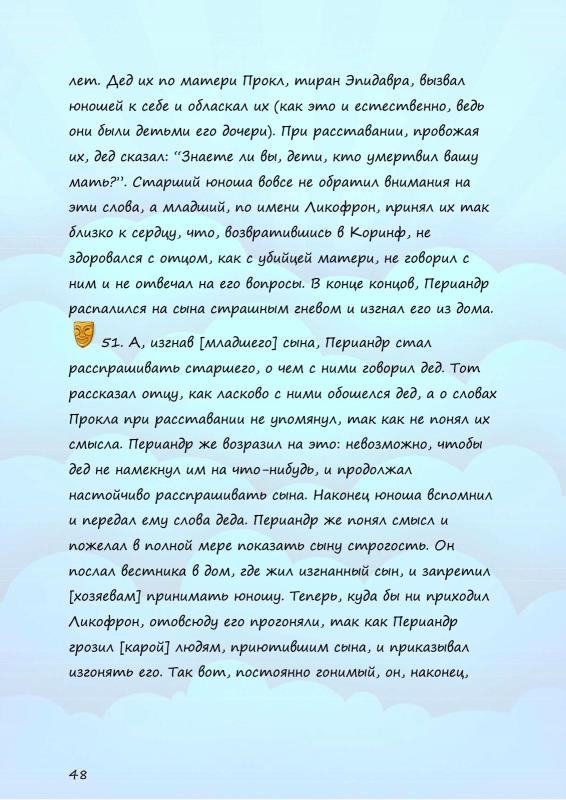 лет. Дед их по матери Прокл, тиран Эпидавра, вызвал
юношей к себе и обласкал их (как это и естественно, ведь
они были детьми его дочери). При расставании, провожая
их, дед сказал: “Знаете ли вы, дети, кто умертвил вашу
мать?”. Старший юноша вовсе не обратил внимания на
эти слова, а младший, по имени Ликофрон, принял их так
близко к сердцу, что, возвратившись в Коринф, не
здоровался с отцом, как с убийцей матери, не говорил с
ним и не отвечал на его вопросы. В конце концов, Периандр
распалился на сына страшным гневом и изгнал его из дома.
51. А, изгнав [младшего] сына, Периандр стал
расспрашивать старшего, о чем с ними говорил дед. Тот
рассказал отцу, как ласково с ними обошелся дед, а о словах
Прокла при расставании не упомянул, так как не понял их
смысла. Периандр же возразил на это: невозможно, чтобы
дед не намекнул им на что-нибудь, и продолжал
настойчиво расспрашивать сына. Наконец юноша вспомнил
и передал ему слова деда. Периандр же понял смысл и
пожелал в полной мере показать сыну строгость. Он
послал вестника в дом, где жил изгнанный сын, и запретил
[хозяевам] принимать юношу. Теперь, куда бы ни приходил
Ликофрон, отовсюду его прогоняли, так как Периандр
грозил [карой] людям, приютившим сына, и приказывал
изгонять его. Так вот, постоянно гонимый, он, наконец,
48